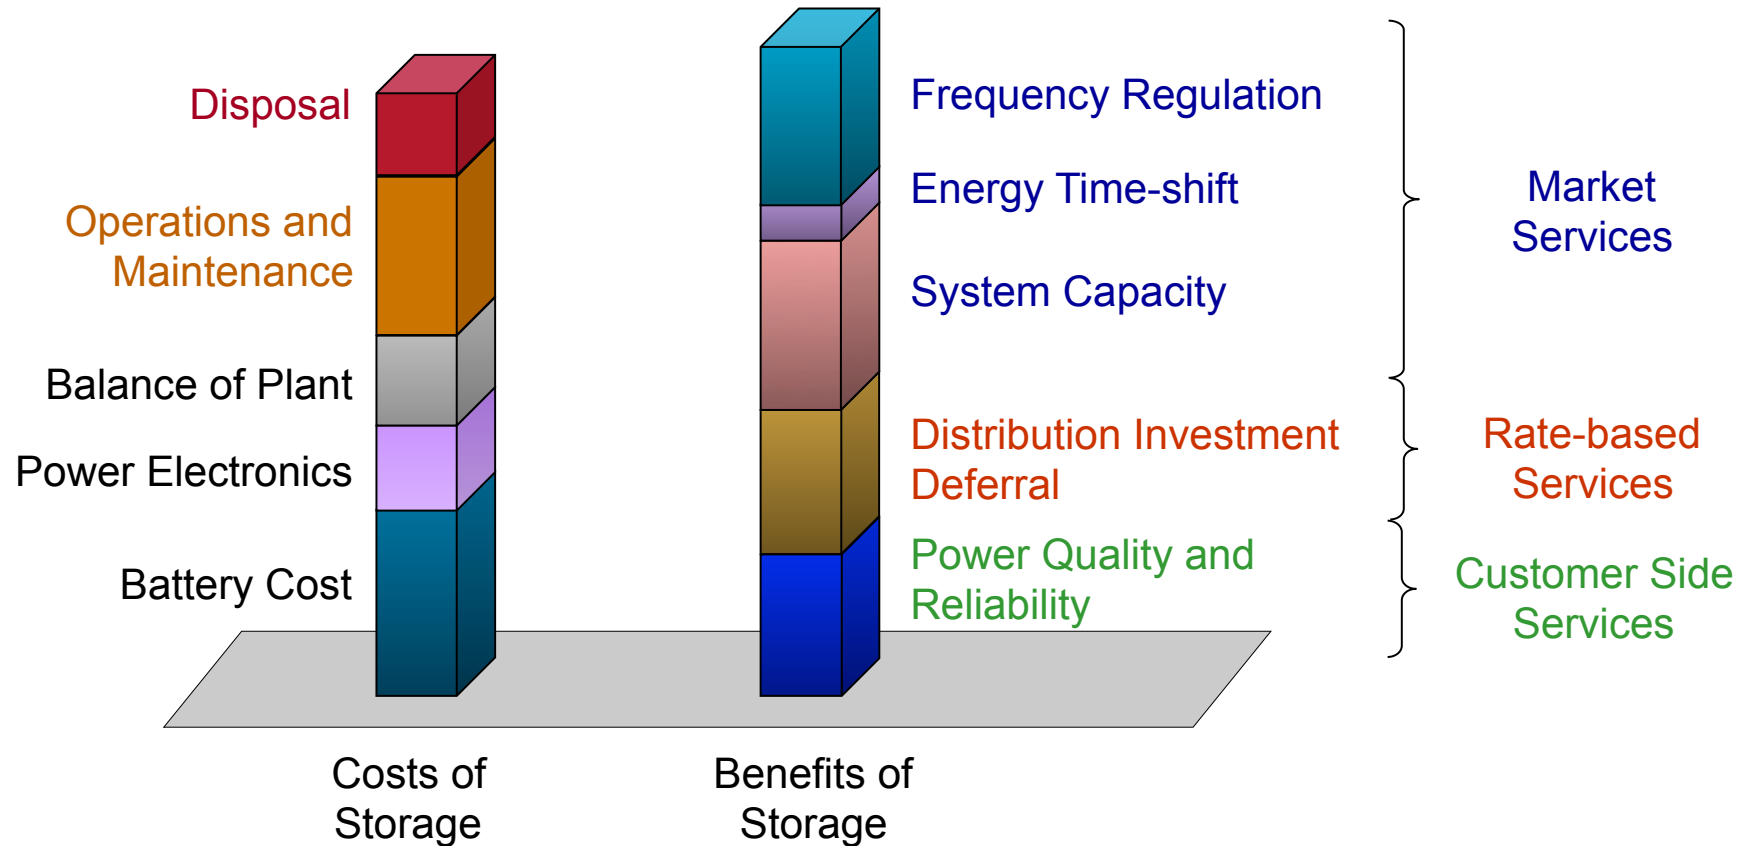 Disposal
Operations and
Maintenance
Balance of Plant
Power Electronics
Battery Cost
Costs of
Storage
Frequency Regulation
Energy Time-shift
System Capacity
Distribution Investment
Deferral
Power Quality and
Reliability
Benefits of
Storage
Market
Services
Rate-based
Services
Customer Side
Services